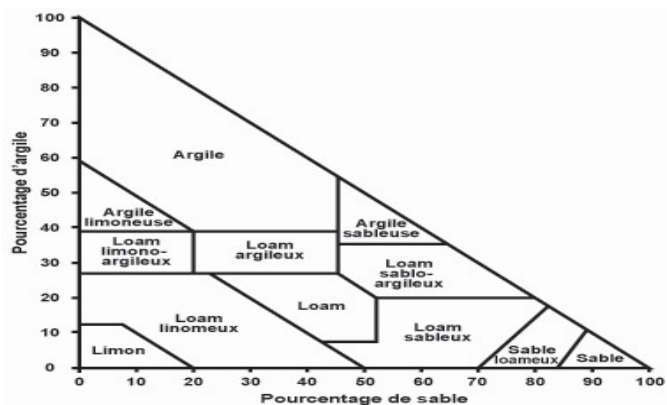 Pourcentage d'argile
100
90
80
70
60
50
40
30
20
10
0
Argile
Argile
limoneuse
Argile
sableuse
Loam
limono-
argileux
Loam
argileux
Loam
sablo-
argileux
Loam
linomeux
Loam
Loam
sableux
Limon
Sable
loameux
Sable
0 10 20 30 40 50 60 70 80 90 100
Pourcentage de sable